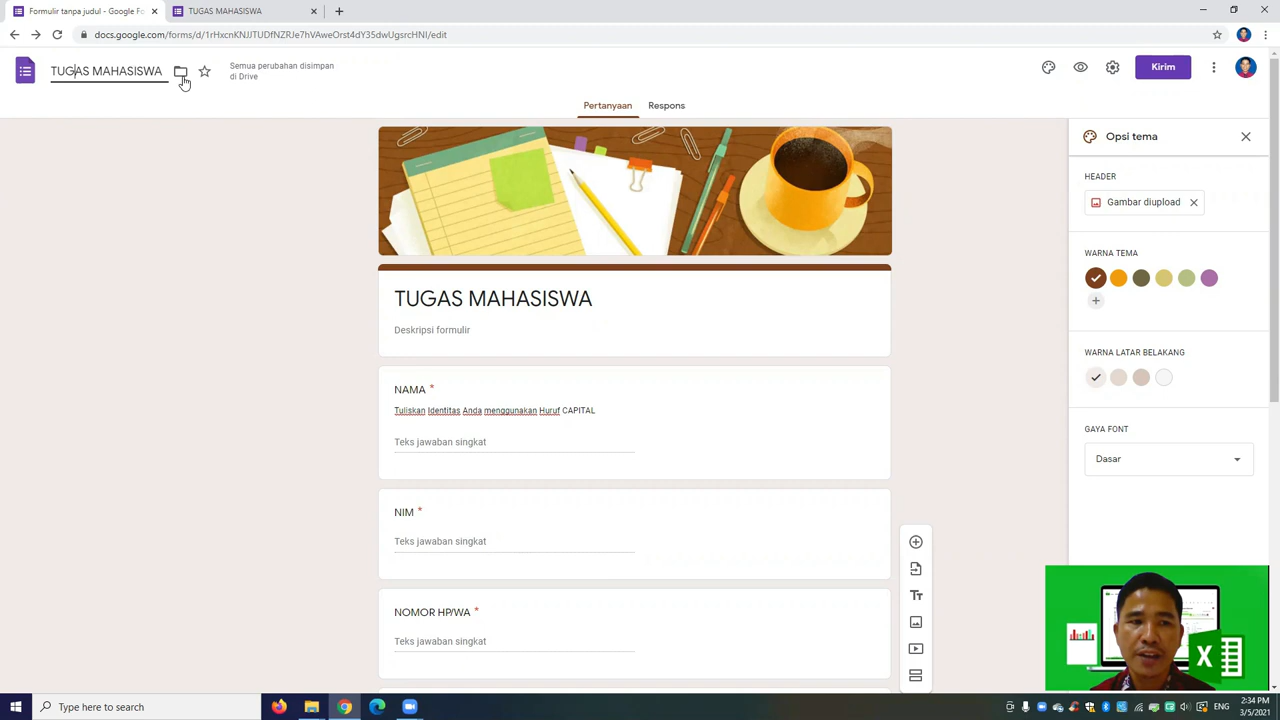 Formulir tanpa judul - Google Fo
TUGAS MAHASISWA
docs.google.com/forms/d/1rHxcnKNJJTUDfNZRJe7hVAweOrst4dY35dwUgsrcHNI/edit
TUGAS MAHASISWA
Semua perubahan disimpan
di Drive
Kirim
Pertanyaan
Respons
Opsi tema
HEADER
Gambar diupload
WARNA TEMA
TUGAS MAHASISWA
Deskripsi formulir
WARNA LATAR BELAKANG
NAMA *
Tuliskan Identitas Anda menggunakan Huruf CAPITAL
Teks jawaban singkat
GAYA FONT
Dasar
NIM *
Teks jawaban singkat
NOMOR HP/WA *
Teks jawaban singkat
Type here to search
ENG
2:34 PM
3/5/2021